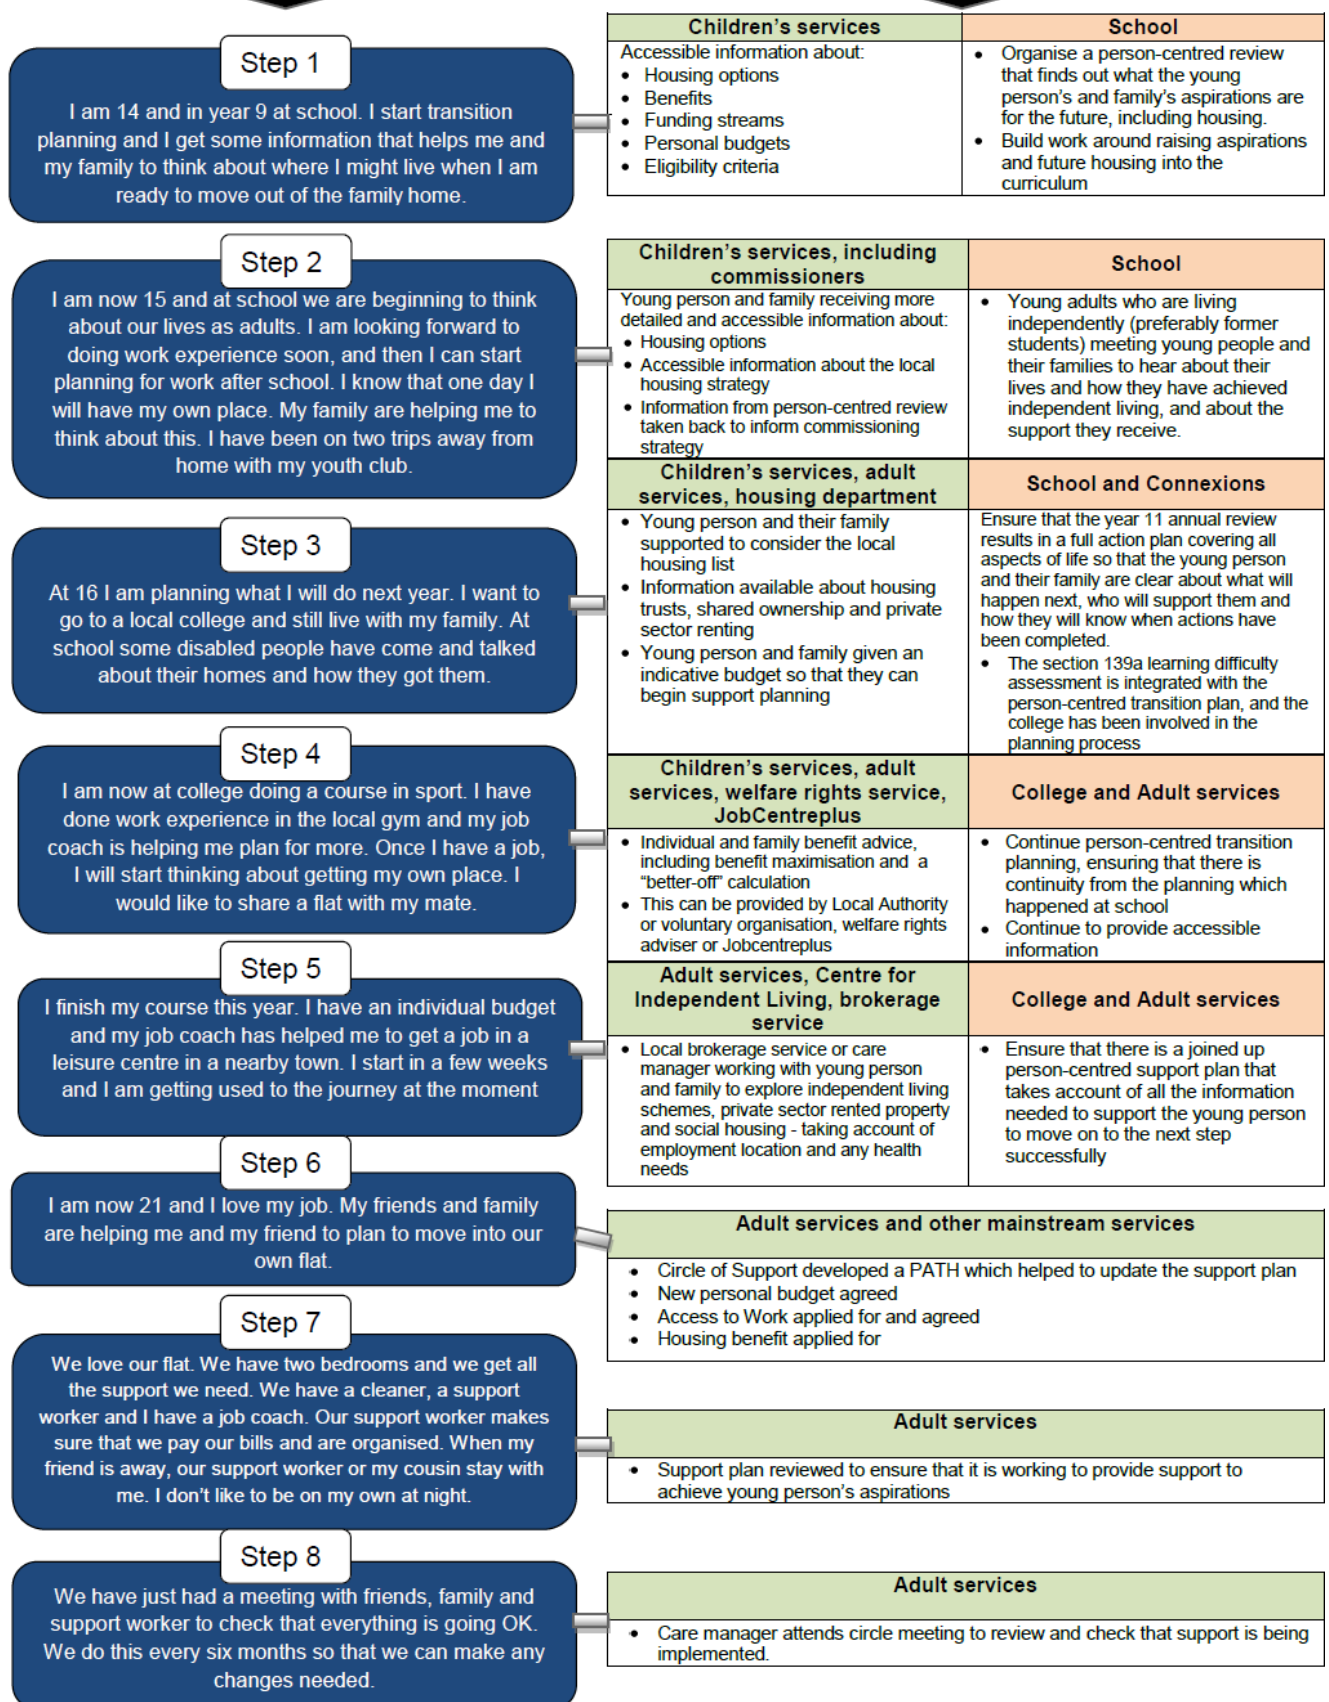 Step 1
I am 14 and in year 9 at school. I start transition
planning and I get some information that helps me and
my family to think about where I might live when I am
ready to move out of the family home.
Children's services
Accessible information about:
• Housing options
• Benefits
• Funding streams
• Personal budgets
• Eligibility criteria
School
• Organise a person-centred review
that finds out what the young
person's and family's aspirations are
for the future, including housing.
• Build work around raising aspirations
and future housing into the
curriculum
Step 2
I am now 15 and at school we are beginning to think
about our lives as adults. I am looking forward to
doing work experience soon, and then I can start
planning for work after school. I know that one day I
will have my own place. My family are helping me to
think about this. I have been on two trips away from
home with my youth club.
Children's services, including
commissioners
Young person and family receiving more
detailed and accessible information about:
• Housing options
• Accessible information about the local
housing strategy
• Information from person-centred review
taken back to inform commissioning
strategy
School
• Young adults who are living
independently (preferably former
students) meeting young people and
their families to hear about their
lives and how they have achieved
independent living, and about the
support they receive.
Step 3
At 16 I am planning what I will do next year. I want to
go to a local college and still live with my family. At
school some disabled people have come and talked
about their homes and how they got them.
Children's services, adult
services, housing department
• Young person and their family
supported to consider the local
housing list
• Information available about housing
trusts, shared ownership and private
sector renting
• Young person and family given an
indicative budget so that they can
begin support planning
School and Connexions
Ensure that the year 11 annual review
results in a full action plan covering all
aspects of life so that the young person
and their family are clear about what will
happen next, who will support them and
how they will know when actions have
been completed.
• The section 139a learning difficulty
assessment is integrated with the
person-centred transition plan, and the
college has been involved in the
planning process
Step 4
I am now at college doing a course in sport. I have
done work experience in the local gym and my job
coach is helping me plan for more. Once I have a job,
I will start thinking about getting my own place. I
would like to share a flat with my mate.
Children's services, adult
services, welfare rights service,
JobCentreplus
• Individual and family benefit advice,
including benefit maximisation and a
“better-off” calculation
• This can be provided by Local Authority
or voluntary organisation, welfare rights
adviser or Jobcentreplus
College and Adult services
• Continue person-centred transition
planning, ensuring that there is
continuity from the planning which
happened at school
• Continue to provide accessible
information
Step 5
I finish my course this year. I have an individual budget
and my job coach has helped me to get a job in a
leisure centre in a nearby town. I start in a few weeks
and I am getting used to the journey at the moment
Adult services, Centre for
Independent Living, brokerage
service
• Local brokerage service or care
manager working with young person
and family to explore independent living
schemes, private sector rented property
and social housing - taking account of
employment location and any health
needs
College and Adult services
• Ensure that there is a joined up
person-centred support plan that
takes account of all the information
needed to support the young person
to move on to the next step
successfully
Step 6
I am now 21 and I love my job. My friends and family
are helping me and my friend to plan to move into our
own flat.
Adult services and other mainstream services
• Circle of Support developed a PATH which helped to update the support plan
• New personal budget agreed
• Access to Work applied for and agreed
• Housing benefit applied for
Step 7
We love our flat. We have two bedrooms and we get all
the support we need. We have a cleaner, a support
worker and I have a job coach. Our support worker makes
sure that we pay our bills and are organised. When my
friend is away, our support worker or my cousin stay with
me. I don't like to be on my own at night.
Adult services
• Support plan reviewed to ensure that it is working to provide support to
achieve young person's aspirations
Step 8
We have just had a meeting with friends, family and
support worker to check that everything is going OK.
We do this every six months so that we can make any
changes needed.
Adult services
• Care manager attends circle meeting to review and check that support is being
implemented.